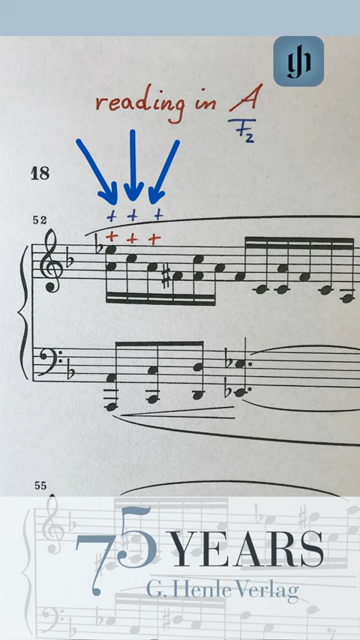 reading in A
F2
18
52
+ + +
+ + +
55
75 YEARS
G. Henle Verlag